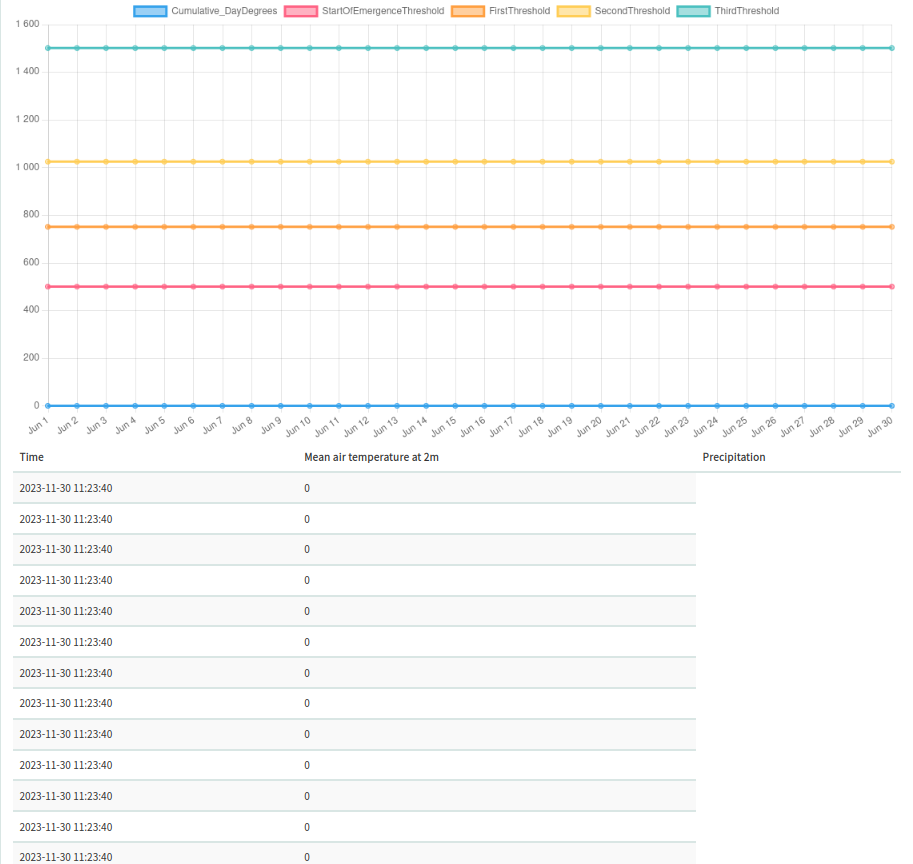 Cumulative_DayDegrees StartOfEmergenceThreshold FirstThreshold SecondThreshold ThirdThreshold
1 600
1 400
1 200
1 000
800
600
400
200
0
Jun 1 Jun 2 Jun 3 Jun 4 Jun 5 Jun 6 Jun 7 Jun 8 Jun 9 Jun 10 Jun 11 Jun 12 Jun 13 Jun 14 Jun 15 Jun 16 Jun 17 Jun 18 Jun 19 Jun 20 Jun 21 Jun 22 Jun 23 Jun 24 Jun 25 Jun 26 Jun 27 Jun 28 Jun 29 Jun 30
Time Mean air temperature at 2m Precipitation
2023-11-30 11:23:40 0
2023-11-30 11:23:40 0
2023-11-30 11:23:40 0
2023-11-30 11:23:40 0
2023-11-30 11:23:40 0
2023-11-30 11:23:40 0
2023-11-30 11:23:40 0
2023-11-30 11:23:40 0
2023-11-30 11:23:40 0
2023-11-30 11:23:40 0
2023-11-30 11:23:40 0
2023-11-30 11:23:40 0
2023-11-30 11:23:40 0